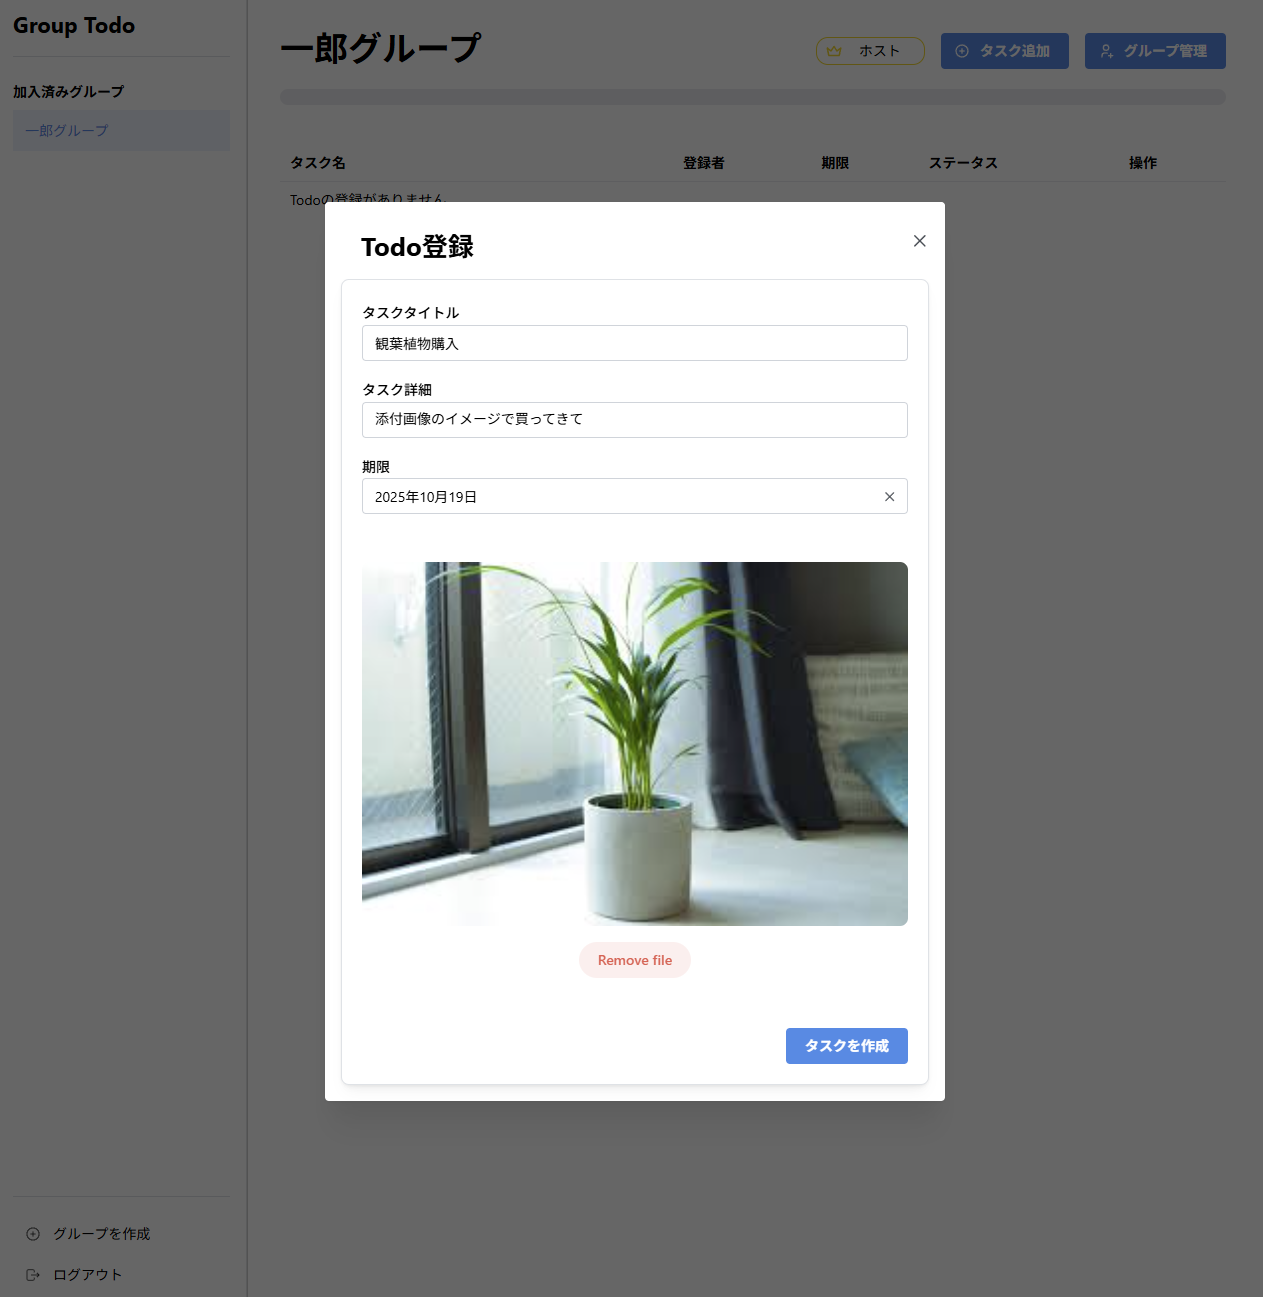 Group Todo
加入済みグループ
一郎グループ
一郎グループ
ホスト
タスク追加
グループ管理
タスク名 登録者 期限 ステータス 操作
Todoの登録がありません
Todo登録
タスクタイトル
観葉植物購入
タスク詳細
添付画像のイメージで買ってきて
期限
2025年10月19日
Remove file
タスクを作成
グループを作成
ログアウト